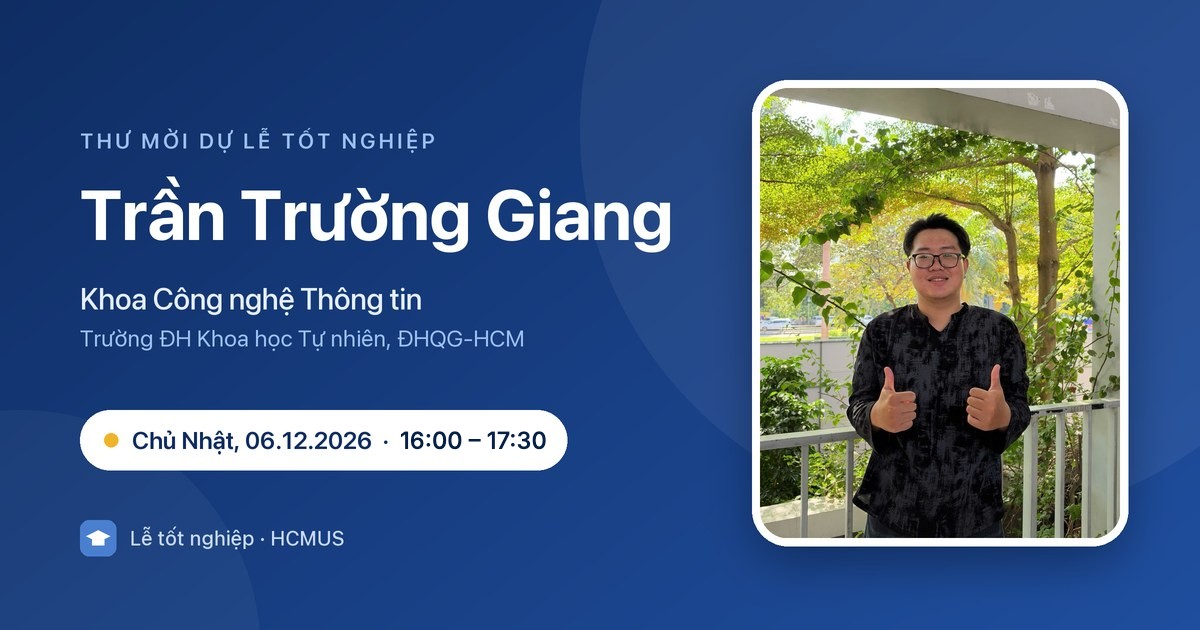 THƯ MỜI DỰ LỄ TỐT NGHIỆP
Trần Trường Giang
Khoa Công nghệ Thông tin
Trường ĐH Khoa học Tự nhiên, ĐHQG-HCM
Chủ Nhật, 06.12.2026 · 16:00 – 17:30
Lễ tốt nghiệp · HCMUS